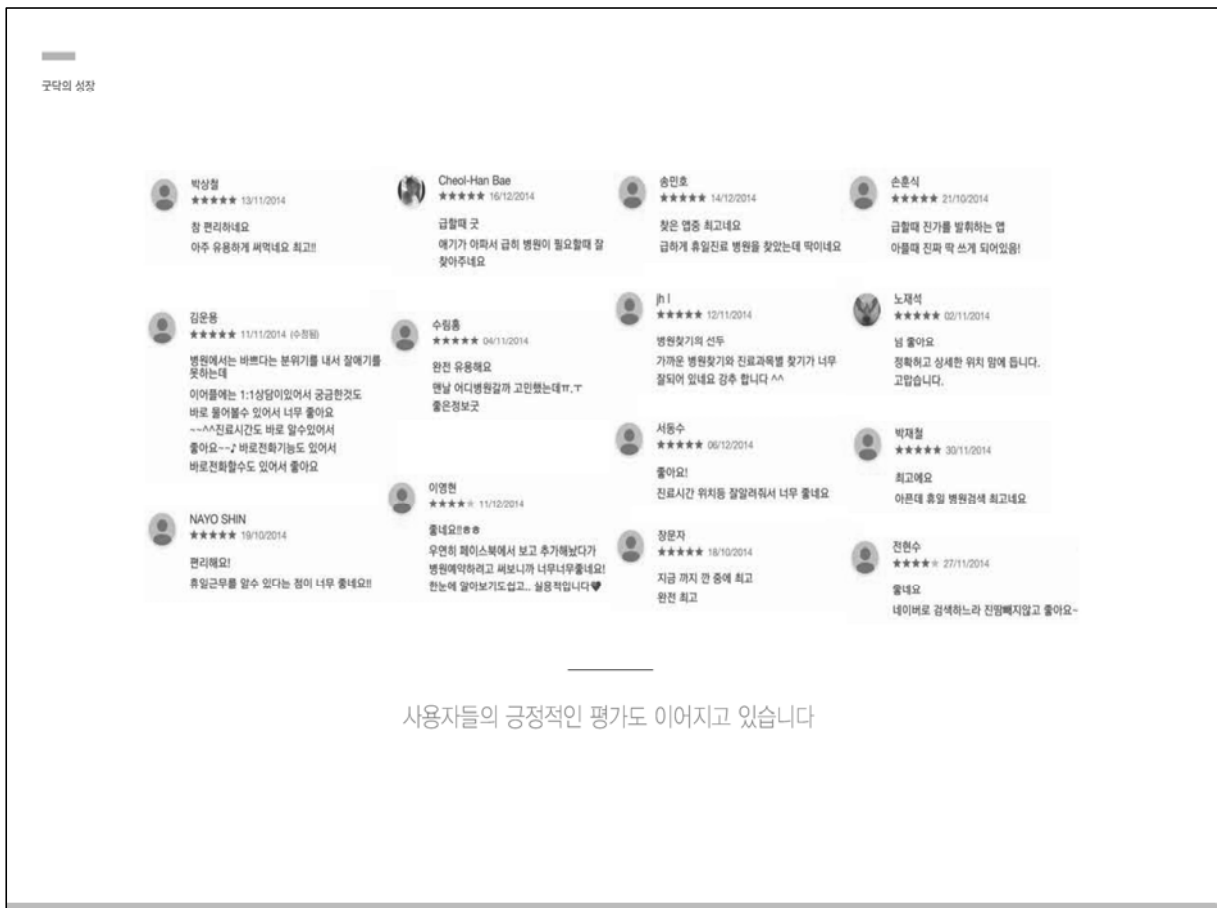 굿닥의 성장
박상철
★★★★★ 13/11/2014
참 편리하네요
아주 유용하게 써먹네요 최고!!
Cheol-Han Bae
★★★★★ 16/12/2014
급할때 굿
애기가 아파서 급히 병원이 필요할때 잘
찾아주네요
송민호
★★★★★ 14/12/2014
찾은 앱중 최고네요
급하게 휴일진료 병원을 찾았는데 딱이네요
손훈식
★★★★★ 21/10/2014
급할때 진가를 발휘하는 앱
아플때 진짜 딱 쓰게 되어있음!
김운용
★★★★★ 11/11/2014 (수정됨)
병원에서는 바쁘다는 분위기를 내서 잘얘기를
못하는데
이어플에는 1:1상담이있어서 궁금한것도
바로 물어볼수 있어서 너무 좋아요
~~^^진료시간도 바로 알수있어서
좋아요~~♪ 바로전화기능도 있어서
바로전화할수도 있어서 좋아요
수림홍
★★★★★ 04/11/2014
완전 유용해요
맨날 어디병원갈까 고민했는데ㅠ.ㅜ
좋은정보굿
jh l
★★★★★ 12/11/2014
병원찾기의 선두
가까운 병원찾기와 진료과목별 찾기가 너무
잘되어 있네요 강추 합니다 ^^
노재석
★★★★★ 02/11/2014
넘 좋아요
정확허고 상세한 위치 맘에 듭니다.
고맙습니다.
서동수
★★★★★ 06/12/2014
좋아요!
진료시간 위치등 잘알려줘서 너무 좋네요
박재철
★★★★★ 30/11/2014
최고에요
아픈데 휴일 병원검색 최고네요
NAYO SHIN
★★★★★ 19/10/2014
편리해요!
휴일근무를 알수 있다는 점이 너무 좋네요!!
이영현
★★★★★ 11/12/2014
좋네요!!ㅎㅎ
우연히 페이스북에서 보고 추가해놨다가
병원예약하려고 써보니까 너무너무좋네요!
한눈에 알아보기도쉽고... 실용적입니다♥
장문자
★★★★★ 18/10/2014
지금 까지 깐 중에 최고
완전 최고
전현수
★★★★★ 27/11/2014
좋네요
네이버로 검색하느라 진땀빼지않고 좋아요~
사용자들의 긍정적인 평가도 이어지고 있습니다